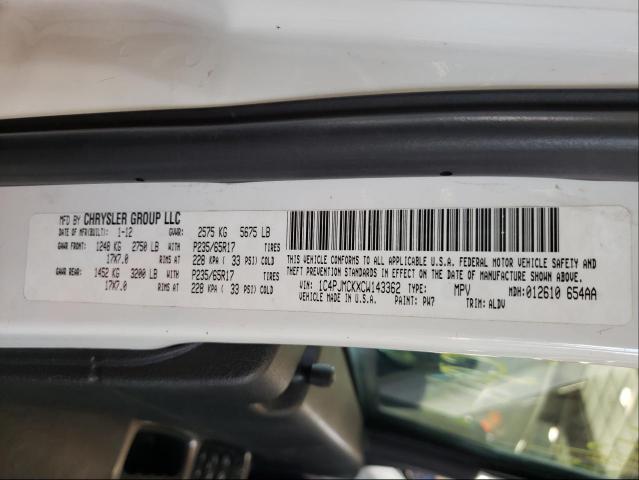 MFD BY CHRYSLER GROUP LLC
DATE OF MFR(BUILT): 1-12 GVWR: 2575 KG 5675 LB
GAWR FRONT: 1248 KG 2750 LB WITH P235/65R17 TIRES
17X7.0 RIMS AT 228 KPA ( 33 PSI) COLD
GAWR REAR: 1452 KG 3200 LB WITH P235/65R17 TIRES
17X7.0 RIMS AT 228 KPA ( 33 PSI) COLD
THIS VEHICLE CONFORMS TO ALL APPLICABLE U.S.A. FEDERAL MOTOR VEHICLE SAFETY
AND THEFT PREVENTION STANDARDS IN EFFECT ON THE DATE OF MANUFACTURE SHOWN ABOVE.
VIN: 1C4PJMCKXCW143362 TYPE: MPV MDH: 012610 654AA
VEHICLE MADE IN U.S.A. PAINT: PW7 TRIM: ALDV